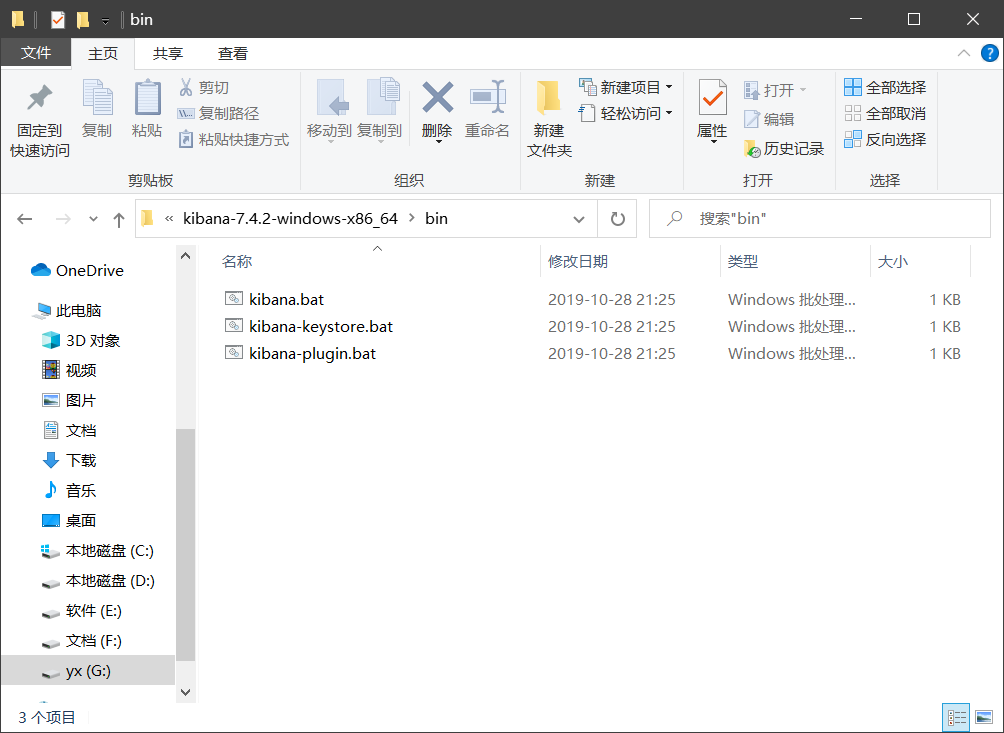 bin
文件 主页 共享 查看
固定到快速访问 复制 粘贴 剪切 复制路径 粘贴快捷方式
移动到 复制到 删除 重命名
新建文件夹 新建项目 轻松访问
属性 打开 编辑 历史记录
全部选择 全部取消 反向选择
剪贴板 组织 新建 打开 选择
« kibana-7.4.2-windows-x86_64 > bin
搜索"bin"
名称 修改日期 类型 大小
kibana.bat 2019-10-28 21:25 Windows 批处理... 1 KB
kibana-keystore.bat 2019-10-28 21:25 Windows 批处理... 1 KB
kibana-plugin.bat 2019-10-28 21:25 Windows 批处理... 1 KB
OneDrive
此电脑
3D 对象
视频
图片
文档
下载
音乐
桌面
本地磁盘 (C:)
本地磁盘 (D:)
软件 (E:)
文档 (F:)
yx (G:)
3 个项目